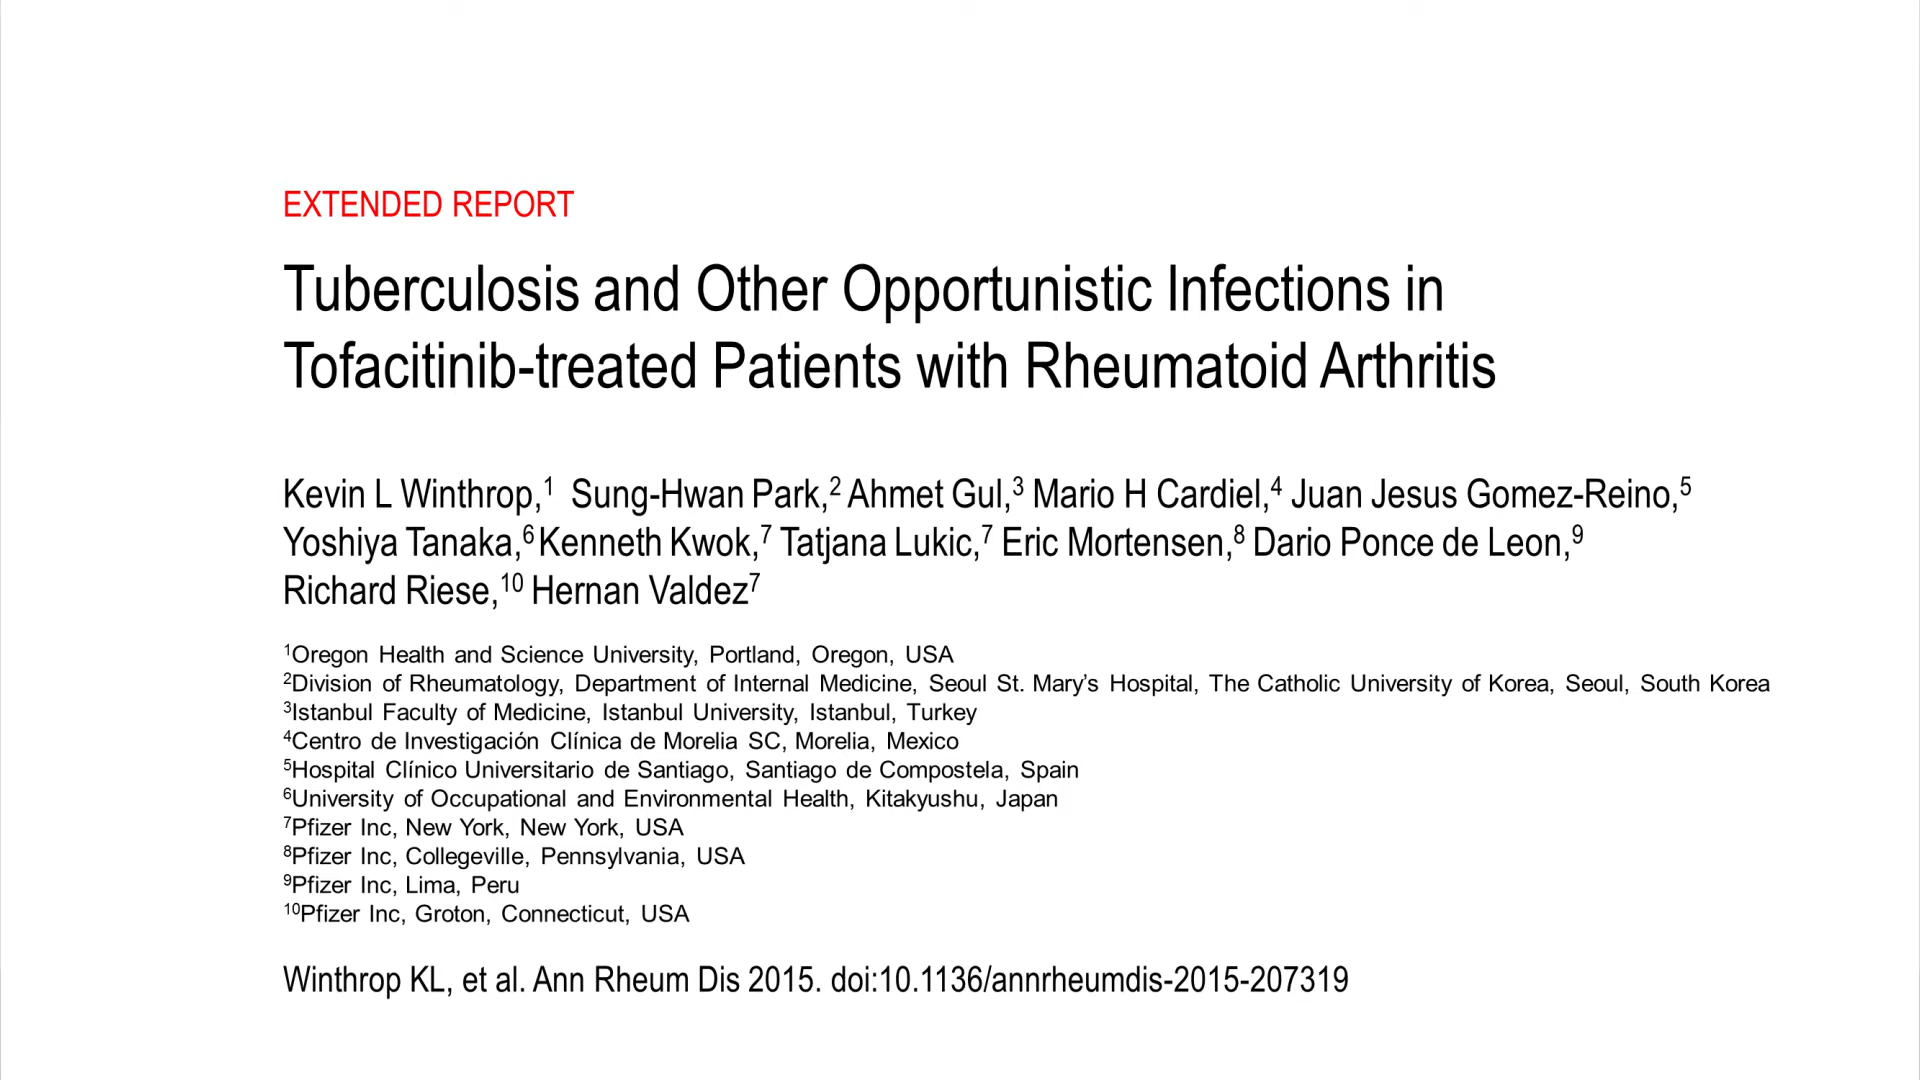 EXTENDED REPORT
Tuberculosis and Other Opportunistic Infections in
Tofacitinib-treated Patients with Rheumatoid Arthritis
Kevin L Winthrop,1 Sung-Hwan Park,2 Ahmet Gul,3 Mario H Cardiel,4 Juan Jesus Gomez-Reino,5
Yoshiya Tanaka,6 Kenneth Kwok,7 Tatjana Lukic,7 Eric Mortensen,8 Dario Ponce de Leon,9
Richard Riese,10 Hernan Valdez7
1Oregon Health and Science University, Portland, Oregon, USA
2Division of Rheumatology, Department of Internal Medicine, Seoul St. Mary’s Hospital, The Catholic University of Korea, Seoul, South Korea
3Istanbul Faculty of Medicine, Istanbul University, Istanbul, Turkey
4Centro de Investigación Clínica de Morelia SC, Morelia, Mexico
5Hospital Clínico Universitario de Santiago, Santiago de Compostela, Spain
6University of Occupational and Environmental Health, Kitakyushu, Japan
7Pfizer Inc, New York, New York, USA
8Pfizer Inc, Collegeville, Pennsylvania, USA
9Pfizer Inc, Lima, Peru
10Pfizer Inc, Groton, Connecticut, USA
Winthrop KL, et al. Ann Rheum Dis 2015. doi:10.1136/annrheumdis-2015-207319